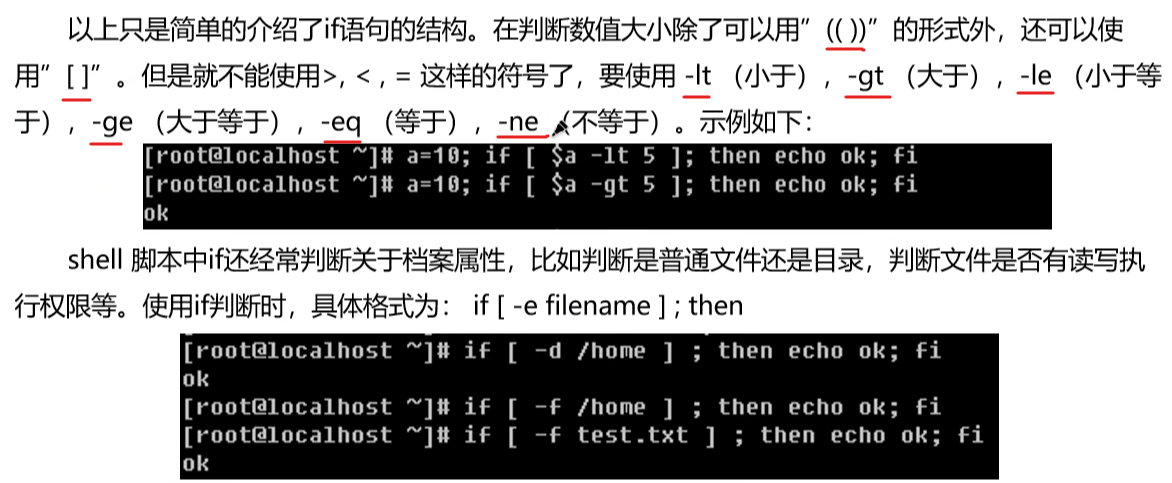 以上只是简单的介绍了if语句的结构。在判断数值大小除了可以用”(( ))”的形式外，还可以使
用”[ ]”。但是就不能使用>, < , = 这样的符号了，要使用 -lt （小于）, -gt （大于）, -le （小于等
于）, -ge （大于等于）, -eq （等于）, -ne （不等于）。示例如下：
[root@localhost ~]# a=10; if [ $a -lt 5 ]; then echo ok; fi
[root@localhost ~]# a=10; if [ $a -gt 5 ]; then echo ok; fi
ok
shell 脚本中if还经常判断关于档案属性，比如判断是普通文件还是目录，判断文件是否有读写执
行权限等。使用if判断时，具体格式为： if [ -e filename ] ; then
[root@localhost ~]# if [ -d /home ] ; then echo ok; fi
ok
[root@localhost ~]# if [ -f /home ] ; then echo ok; fi
[root@localhost ~]# if [ -f test.txt ] ; then echo ok; fi
ok